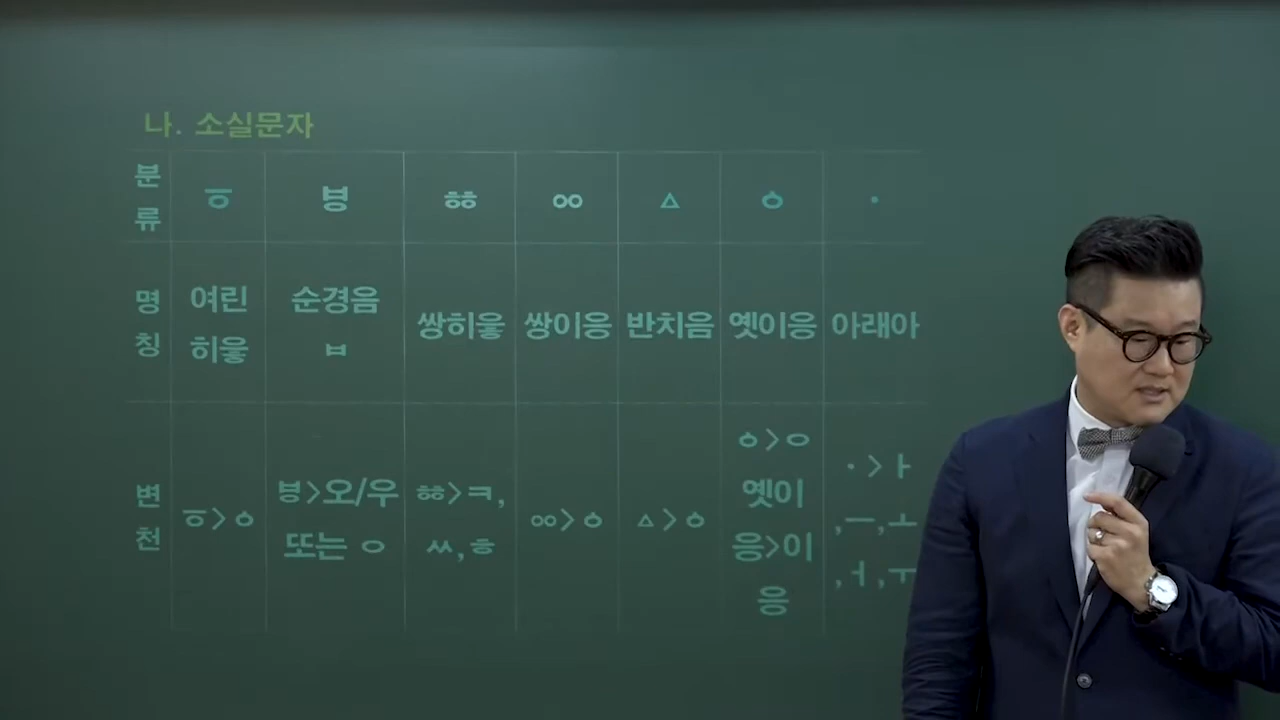 나. 소실문자
분류 ㆆ ㅸ ㆅ ㆀ ㅿ ㆁ ㆍ
명칭 여린히읗 순경음ㅂ 쌍히읗 쌍이응 반치음 옛이응 아래아
변천 ㆆ>ㆁ ㅸ>오/우 또는 ㅇ ㆅ>ㅋ, ㅆ,ㅎ ㆀ>ㆁ ㅿ>ㆁ ㆁ>ㅇ 옛이응>이응 ㆍ>ㅏ,ㅡ,ㅗ,ㅓ,ㅜ